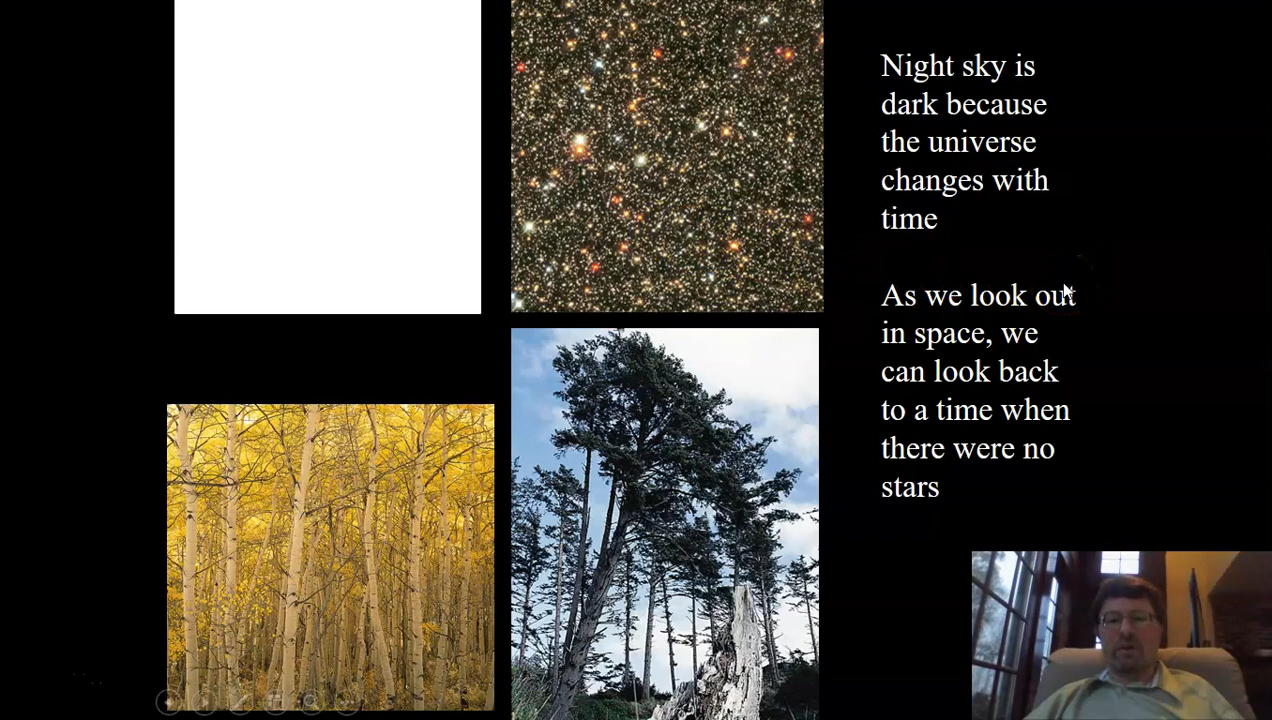 Night sky is
dark because
the universe
changes with
time
As we look out
in space, we
can look back
to a time when
there were no
stars